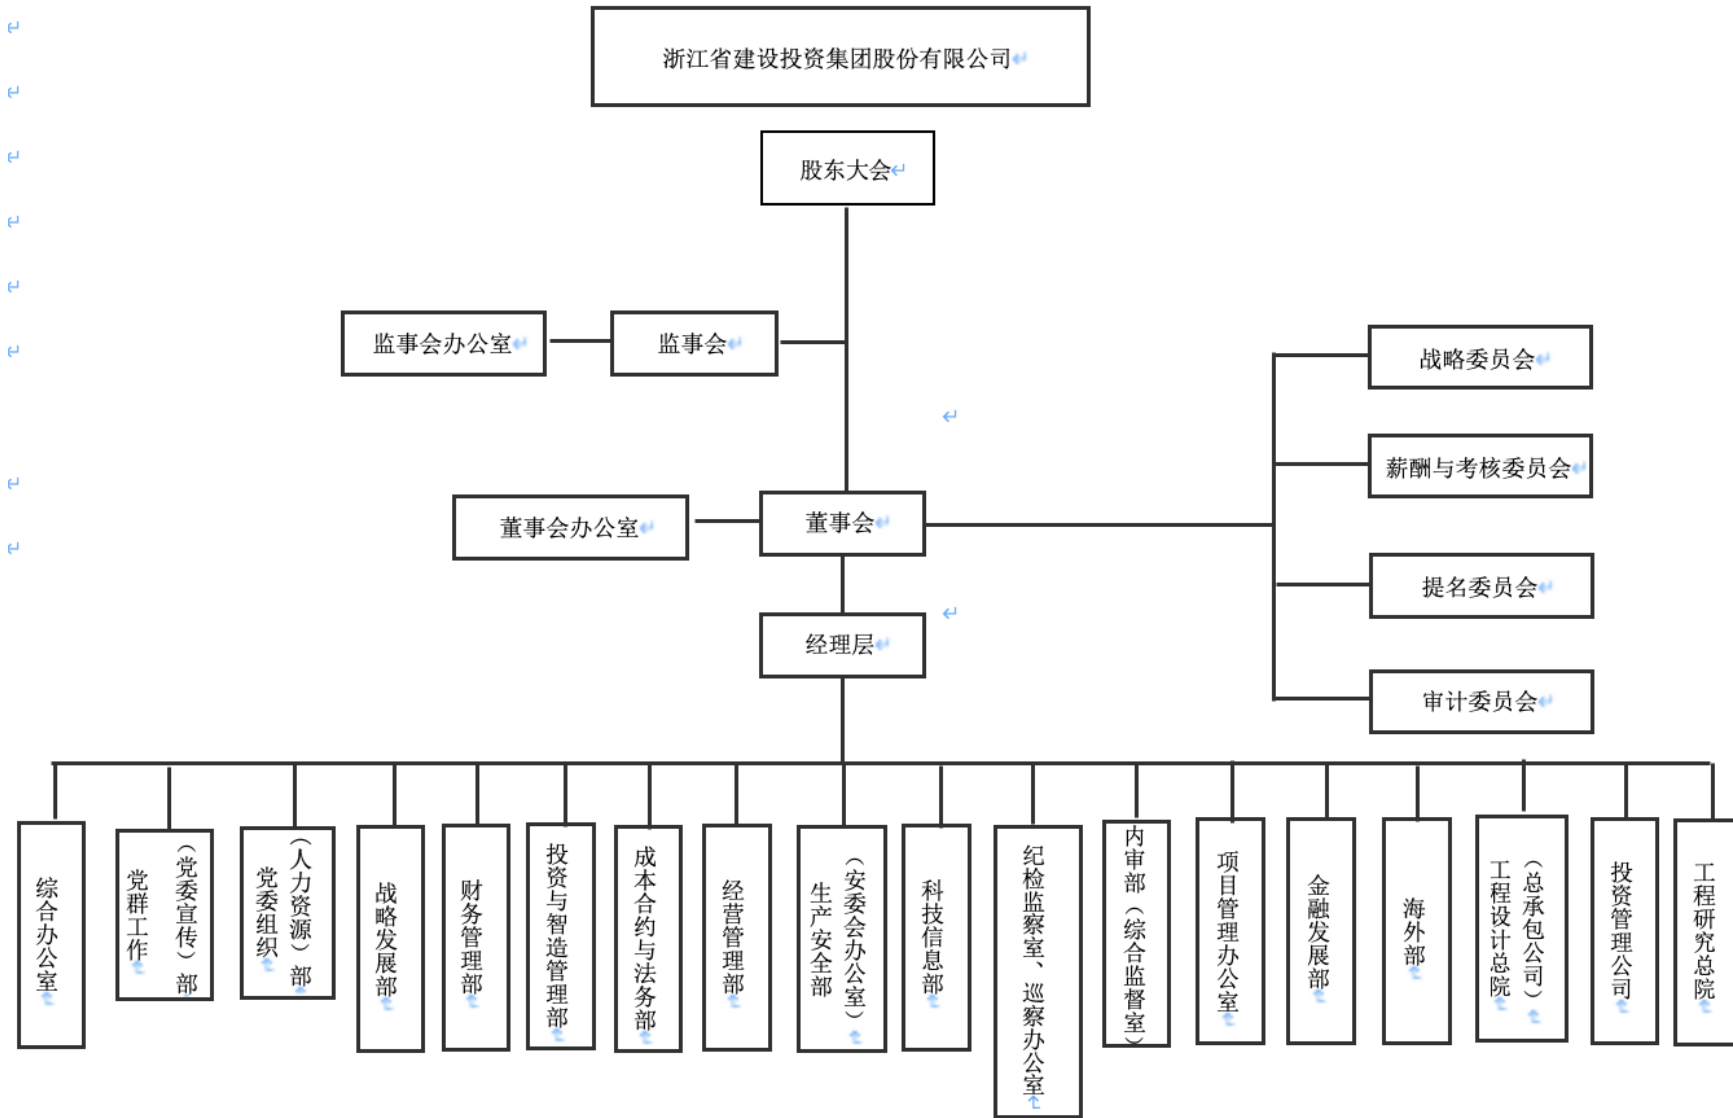 浙江省建设投资集团股份有限公司
股东大会
监事会办公室
监事会
战略委员会
薪酬与考核委员会
董事会办公室
董事会
提名委员会
经理层
审计委员会
综合办公室
党群工作
（党委宣传）部
党委组织
（人力资源）部
战略发展部
财务管理部
投资与智造管理部
成本合约与法务部
经营管理部
生产安全部
（安委会办公室）
科技信息部
纪检监察室、巡察办公室
内审部（综合监督室）
项目管理办公室
金融发展部
海外部
工程设计总院
（总承包公司）
投资管理公司
工程研究总院